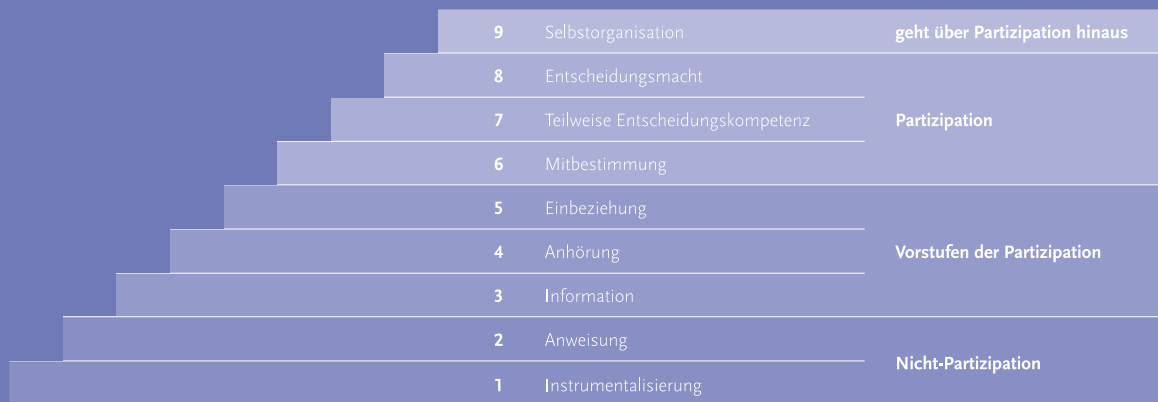 9 Selbstorganisation geht über Partizipation hinaus
8 Entscheidungsmacht
7 Teilweise Entscheidungskompetenz Partizipation
6 Mitbestimmung
5 Einbeziehung
4 Anhörung Vorstufen der Partizipation
3 Information
2 Anweisung
Nicht-Partizipation
1 Instrumentalisierung